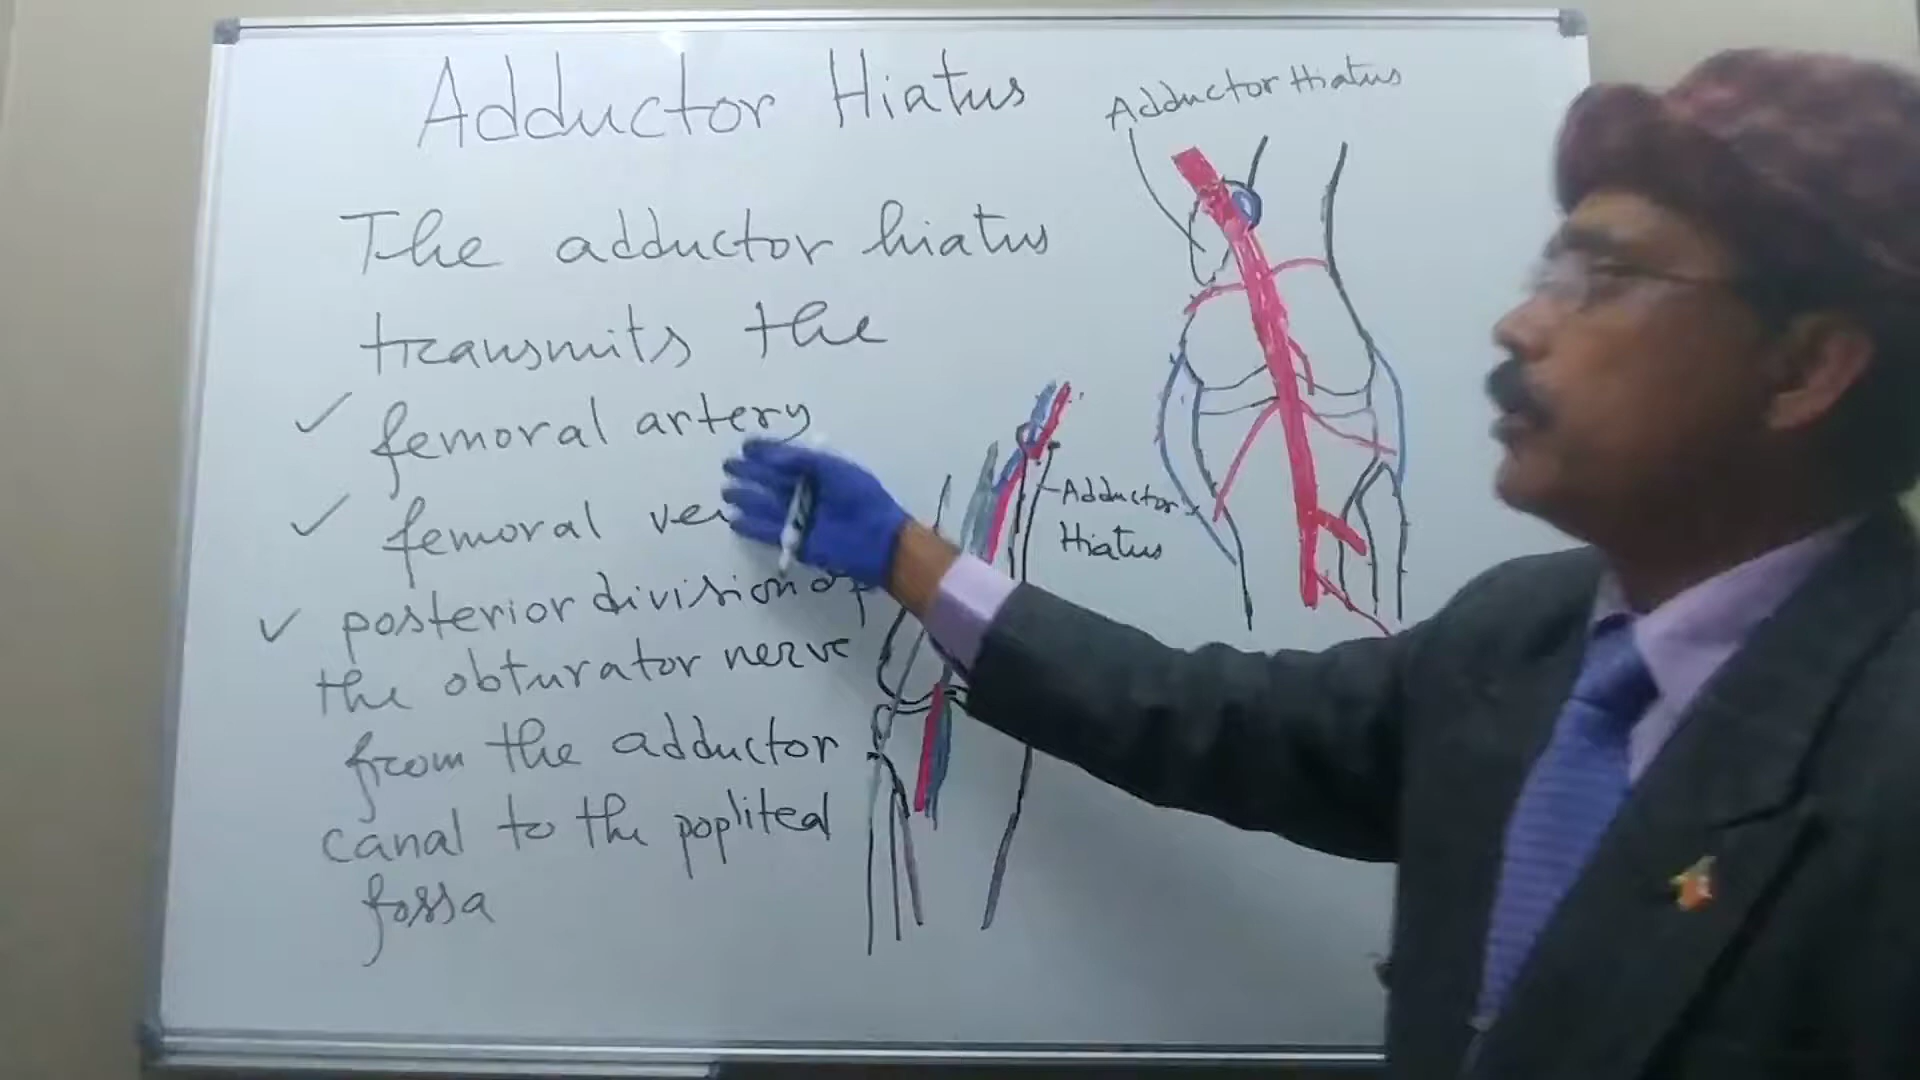 Adductor Hiatus
The adductor hiatus
transmits the
✓ femoral artery
✓ femoral
✓ posterior division of
the obturator nerve
from the adductor
canal to the popliteal
fossa
Adductor Hiatus
Adductor
Hiatus